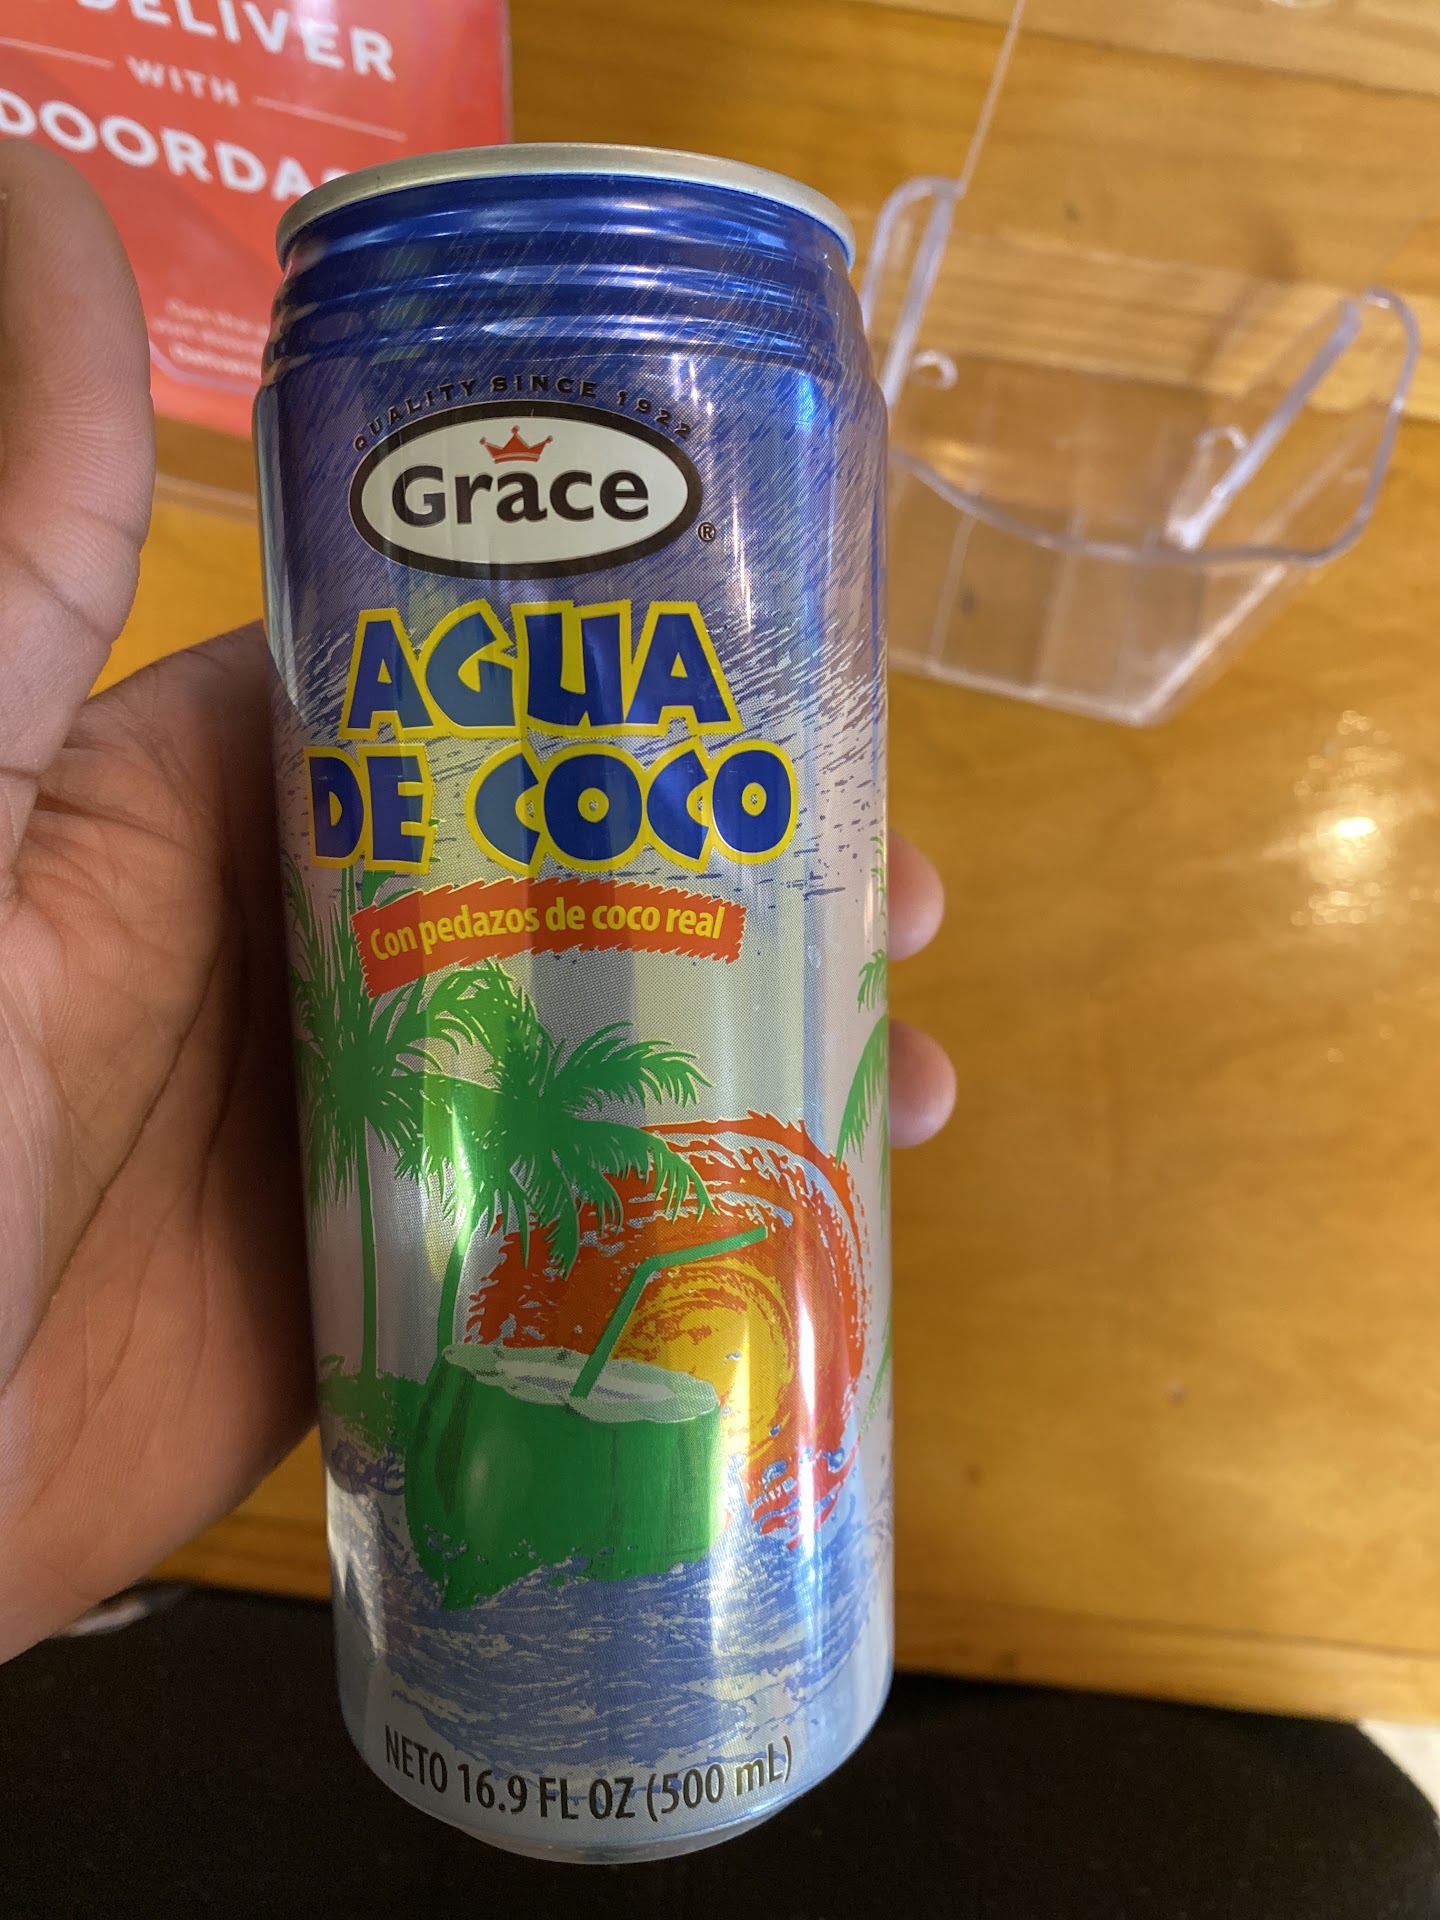 DELIVER
WITH
DOORDA
QUALITY SINCE 1922
Grace
®
AGUA
DE COCO
Con pedazos de coco real
NETO 16.9 FL OZ (500 mL)